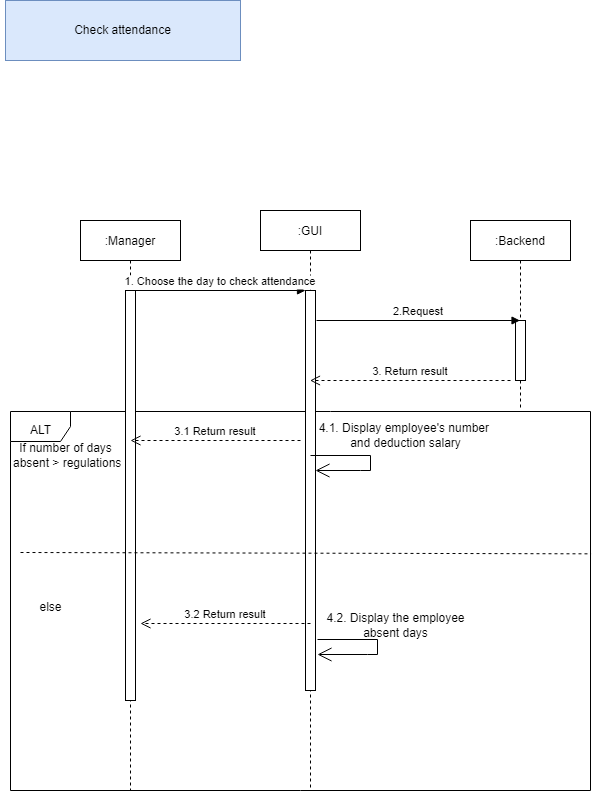 Check attendance
:Manager
:GUI
:Backend
1. Choose the day to check attendance
2.Request
3. Return result
ALT
If number of days
absent > regulations
3.1 Return result
4.1. Display employee's number
and deduction salary
else
3.2 Return result
4.2. Display the employee
absent days